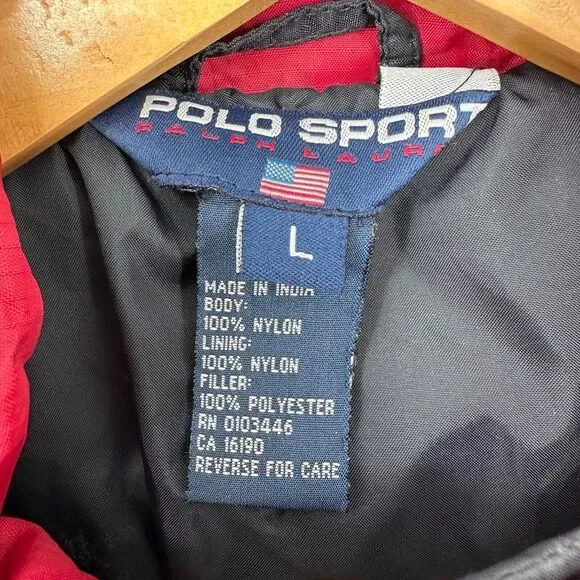 POLO SPORT
RALPH LAUREN
L
MADE IN INDIA
BODY:
100% NYLON
LINING:
100% NYLON
FILLER:
100% POLYESTER
RN 0103446
CA 16190
REVERSE FOR CARE